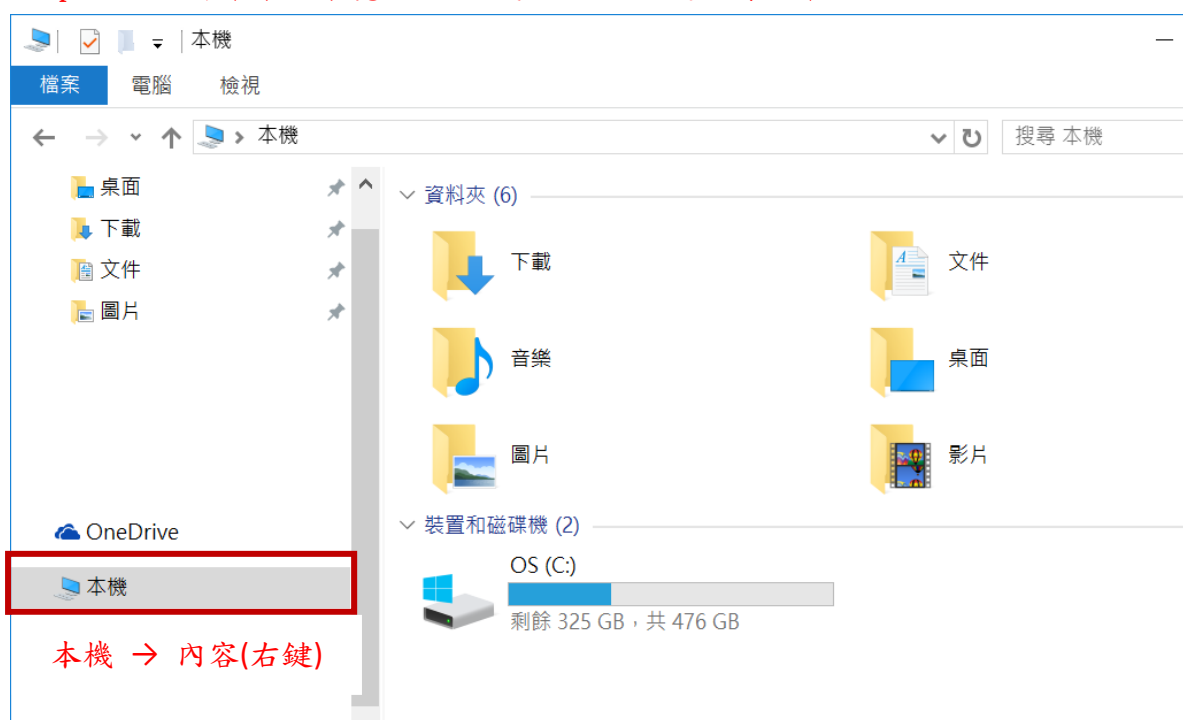 本機
檔案 電腦 檢視
本機 搜尋 本機
桌面
下載
文件
圖片
OneDrive
本機
本機 → 內容(右鍵)
資料夾 (6)
下載 文件
音樂 桌面
圖片 影片
裝置和磁碟機 (2)
OS (C:)
剩餘 325 GB，共 476 GB